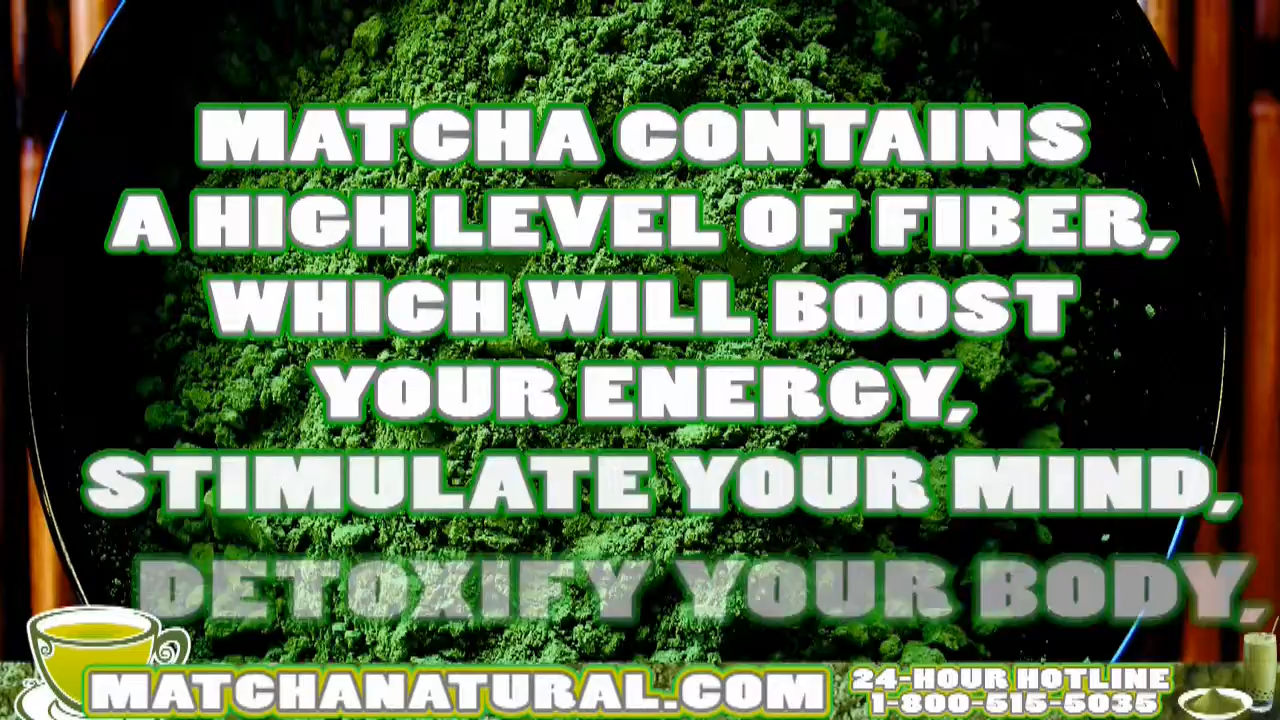 MATCHA CONTAINS
A HIGH LEVEL OF FIBER,
WHICH WILL BOOST
YOUR ENERGY,
STIMULATE YOUR MIND,
DETOXIFY YOUR BODY,
MATCHANATURAL.COM
24-HOUR HOTLINE
1-800-515-5035